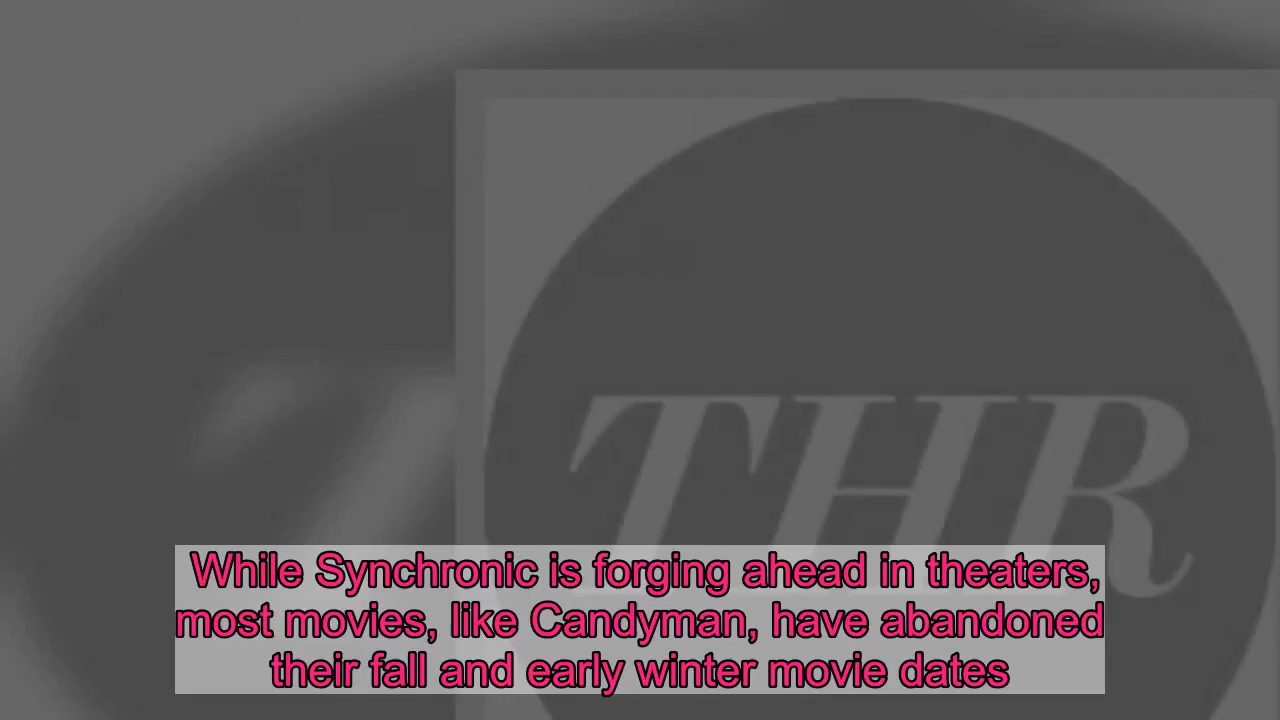 THR
While Synchronic is forging ahead in theaters,
most movies, like Candyman, have abandoned
their fall and early winter movie dates